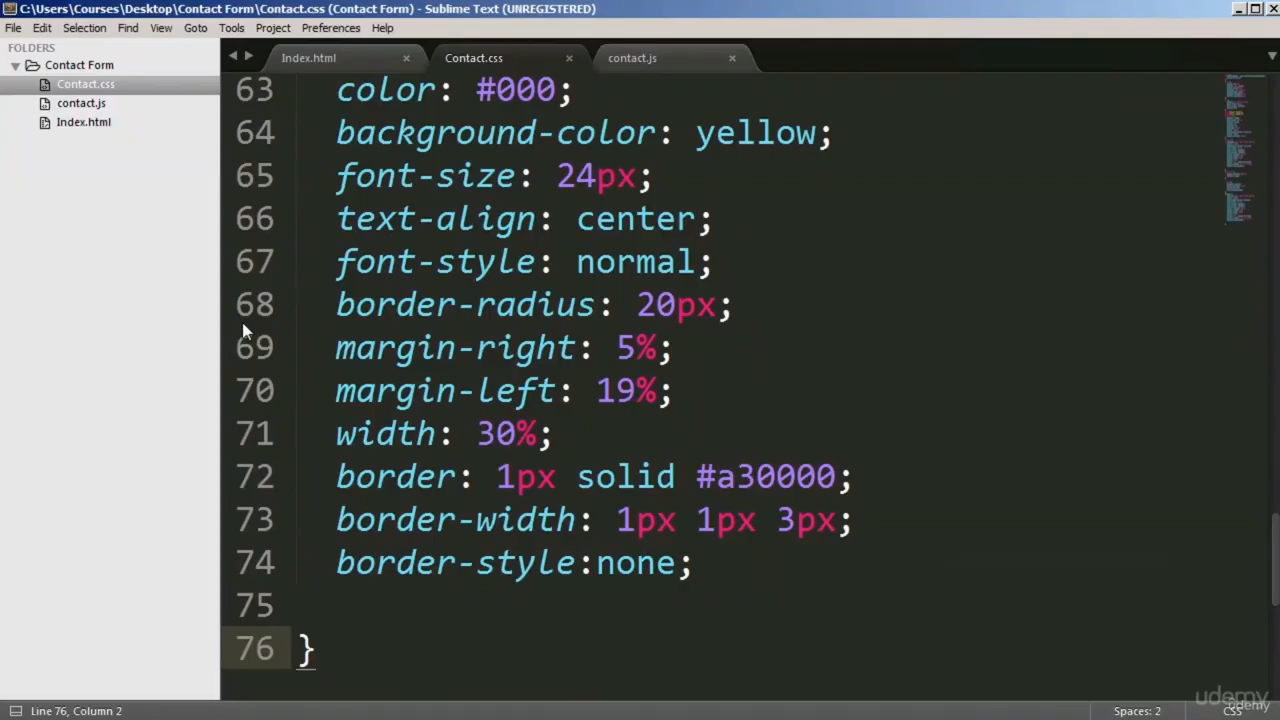 C:\Users\Courses\Desktop\Contact Form\Contact.css (Contact Form) - Sublime Text (UNREGISTERED)
File Edit Selection Find View Goto Tools Project Preferences Help
FOLDERS
Contact Form
Contact.css
contact.js
Index.html
Index.html × Contact.css × contact.js ×
63 color: #000;
64 background-color: yellow;
65 font-size: 24px;
66 text-align: center;
67 font-style: normal;
68 border-radius: 20px;
69 margin-right: 5%;
70 margin-left: 19%;
71 width: 30%;
72 border: 1px solid #a30000;
73 border-width: 1px 1px 3px;
74 border-style:none;
75
76 }
Line 76, Column 2
Spaces: 2
CSS
udemy
udemy